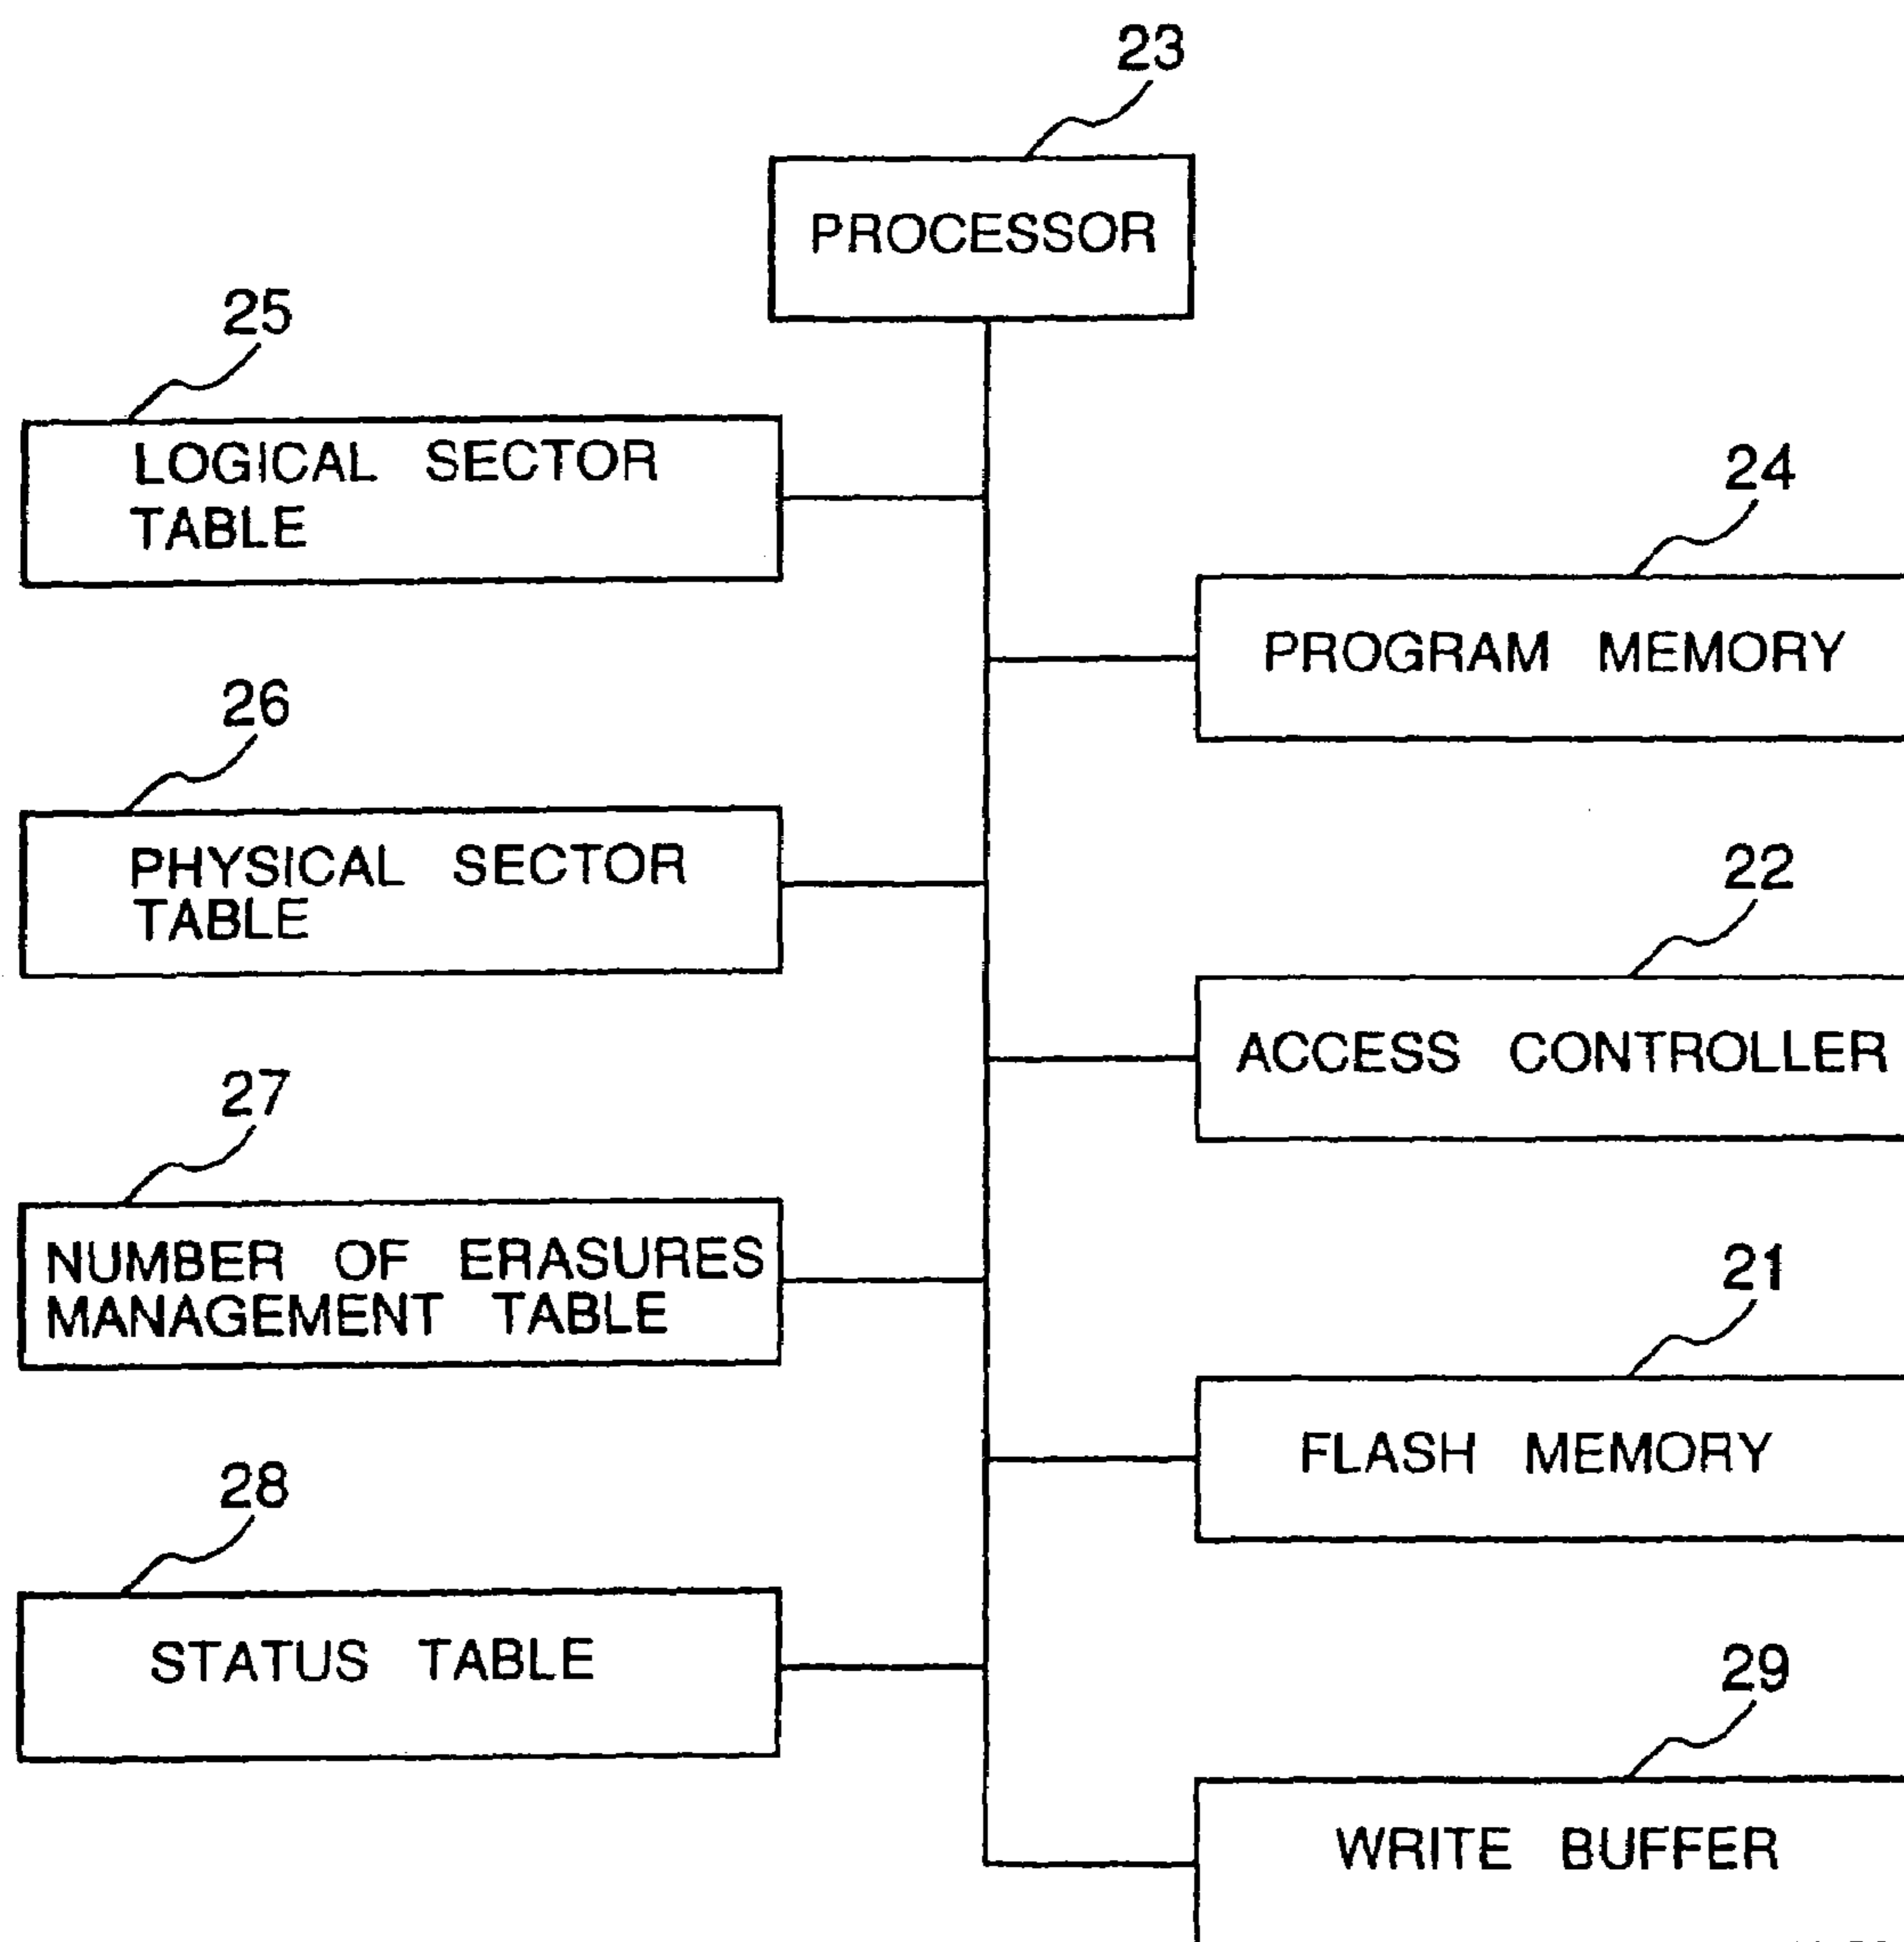 23
PROCESSOR
25
LOGICAL SECTOR
TABLE
24
PROGRAM MEMORY
26
PHYSICAL SECTOR
TABLE
22
ACCESS CONTROLLER
27
NUMBER OF ERASURES
MANAGEMENT TABLE
21
FLASH MEMORY
28
STATUS TABLE
29
WRITE BUFFER